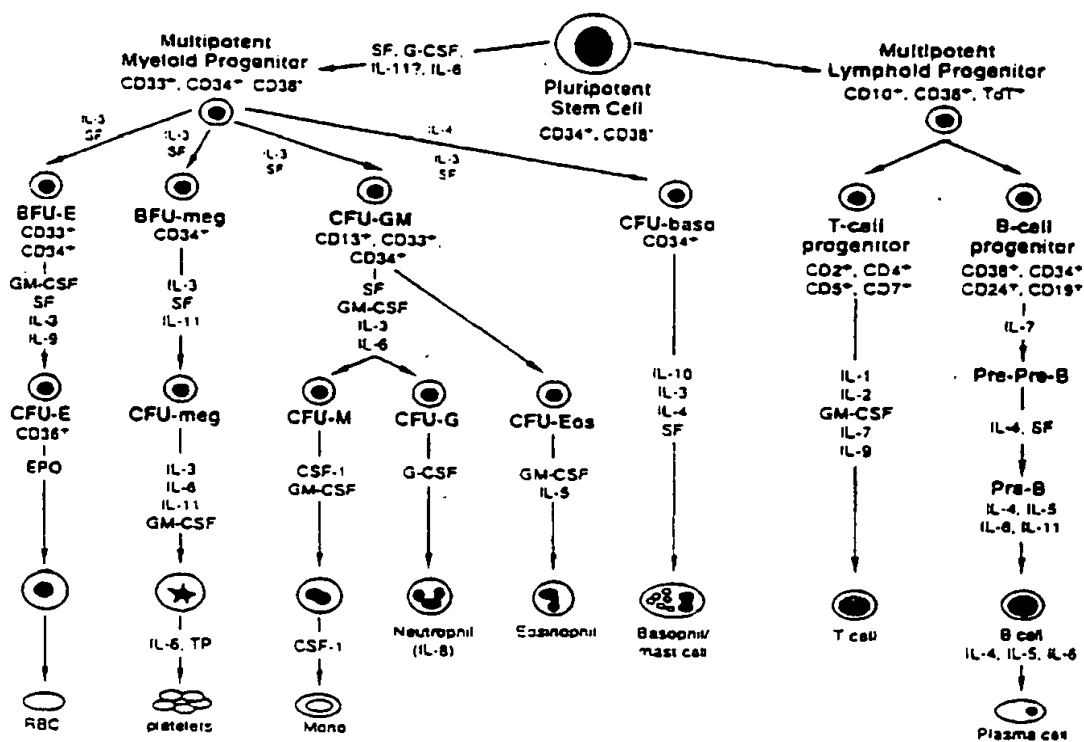 Multipotent
Myeloid Progenitor
CD33⁺, CD34⁺ CD38⁺
SF, G-CSF,
IL-11?, IL-6
Pluripotent
Stem Cell
CD34⁺, CD38⁻
Multipotent
Lymphoid Progenitor
CD10⁺, CD38⁺, TdT⁺
IL-3
SF
IL-3
SF
IL-3
SF
IL-4
IL-3
SF
BFU-E
CD33⁺
CD34⁺
GM-CSF
SF
IL-3
IL-9
CFU-E
CD36⁺
EPO
RBC
BFU-meg
CD34⁺
IL-3
SF
IL-11
CFU-meg
IL-3
IL-6
IL-11
GM-CSF
IL-6, TP
platelets
CFU-GM
CD13⁺, CD33⁺,
CD34⁺
SF
GM-CSF
IL-3
IL-6
CFU-M
CSF-1
GM-CSF
CSF-1
Mono
CFU-G
G-CSF
Neutrophil
(IL-8)
CFU-Eos
GM-CSF
IL-5
Eosinophil
CFU-baso
CD34⁺
IL-10
IL-3
IL-4
SF
Basophil/
mast cell
T-cell
progenitor
CD2⁺, CD4⁺
CD5⁺, CD7⁺
IL-1
IL-2
GM-CSF
IL-7
IL-9
T cell
B-cell
progenitor
CD38⁺, CD34⁺
CD24⁺, CD19⁺
IL-7
Pre-Pre-B
IL-4, SF
Pre-B
IL-4, IL-5
IL-6, IL-11
B cell
IL-4, IL-5, IL-6
Plasma cell